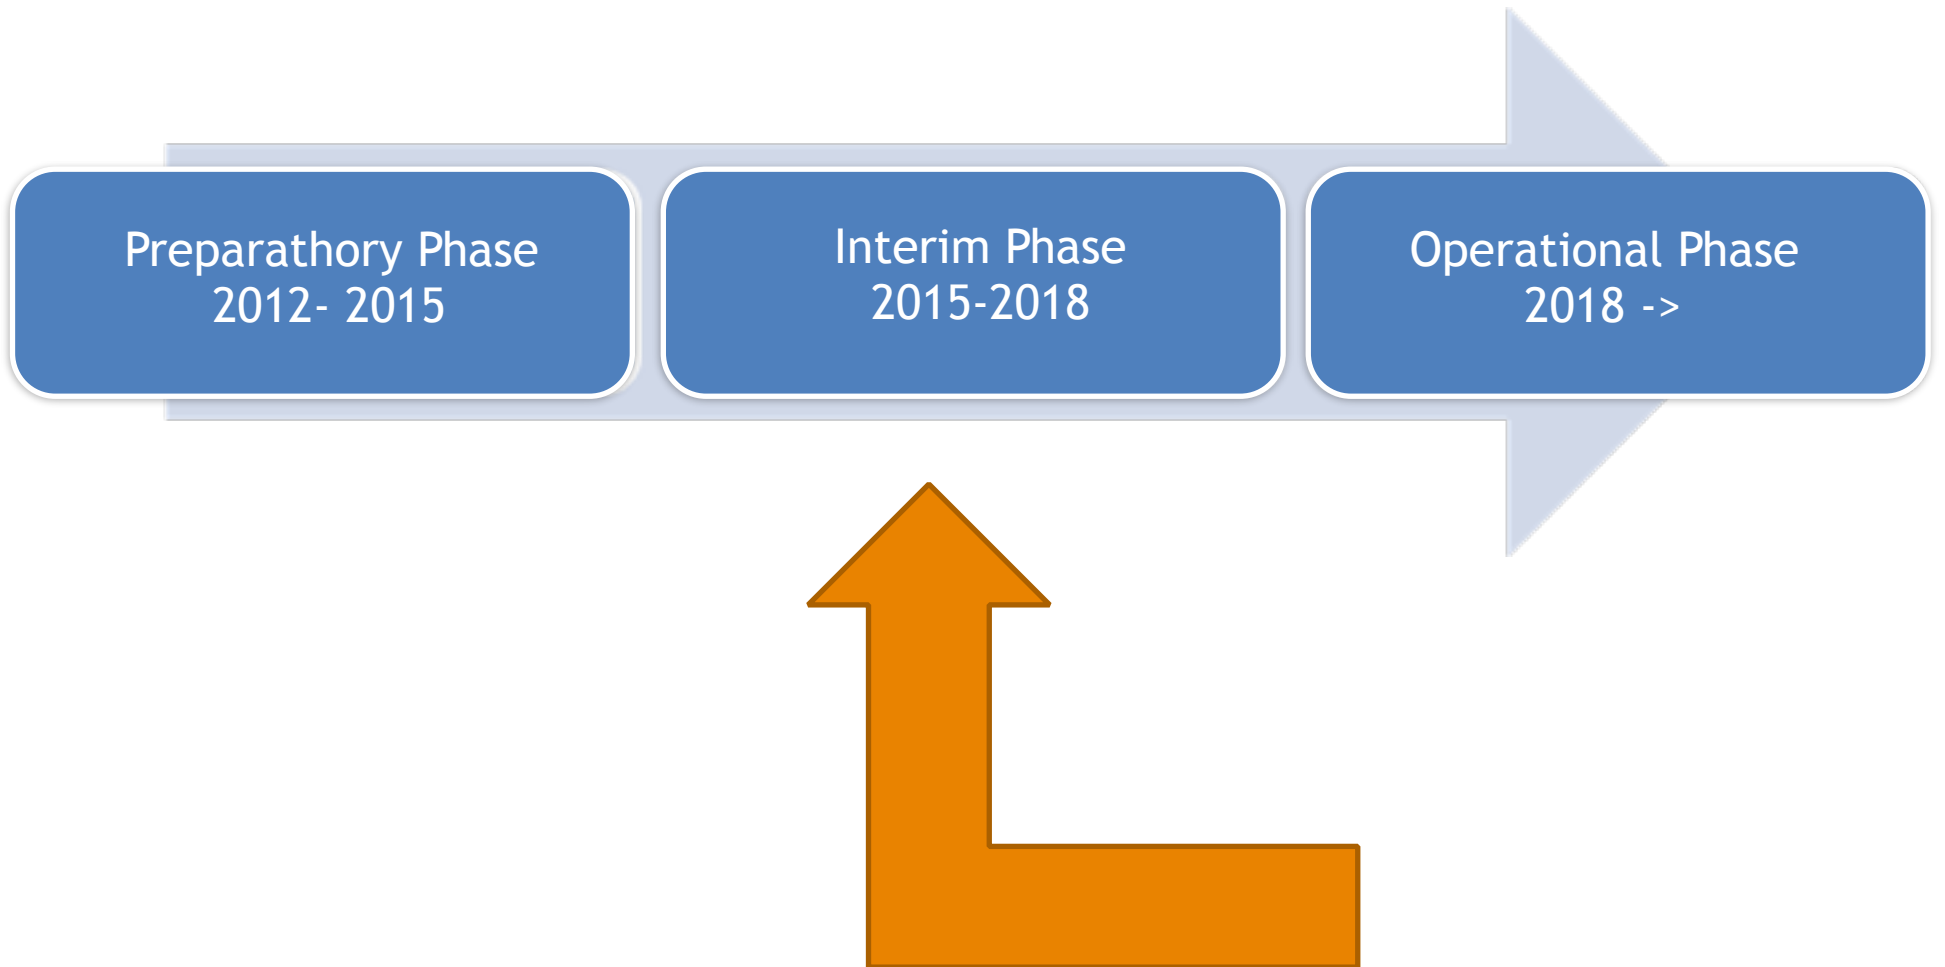 Preparathory Phase
2012- 2015
Interim Phase
2015-2018
Operational Phase
2018 ->